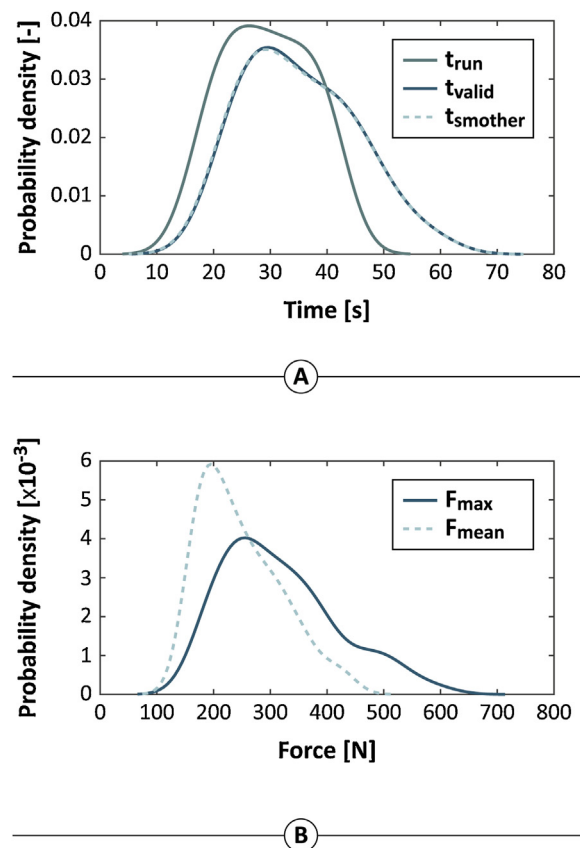 Probability density [-]
0.04
0.03
0.02
0.01
0
0 10 20 30 40 50 60 70 80
Time [s]
t_run
t_valid
t_smother
A
Probability density [x10^-3]
6
5
4
3
2
1
0
0 100 200 300 400 500 600 700 800
Force [N]
F_max
F_mean
B